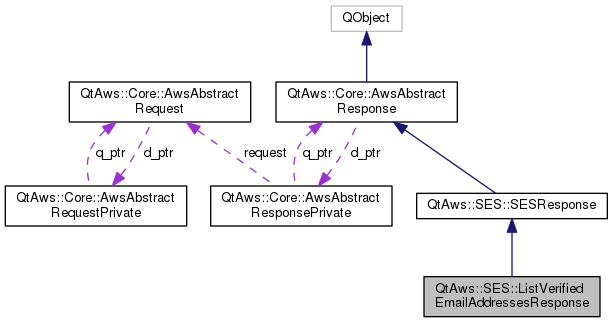 QObject
QtAws::Core::AwsAbstract
Request
QtAws::Core::AwsAbstract
Response
q_ptr
d_ptr
request
q_ptr
d_ptr
QtAws::Core::AwsAbstract
RequestPrivate
QtAws::Core::AwsAbstract
ResponsePrivate
QtAws::SES::SESResponse
QtAws::SES::ListVerified
EmailAddressesResponse